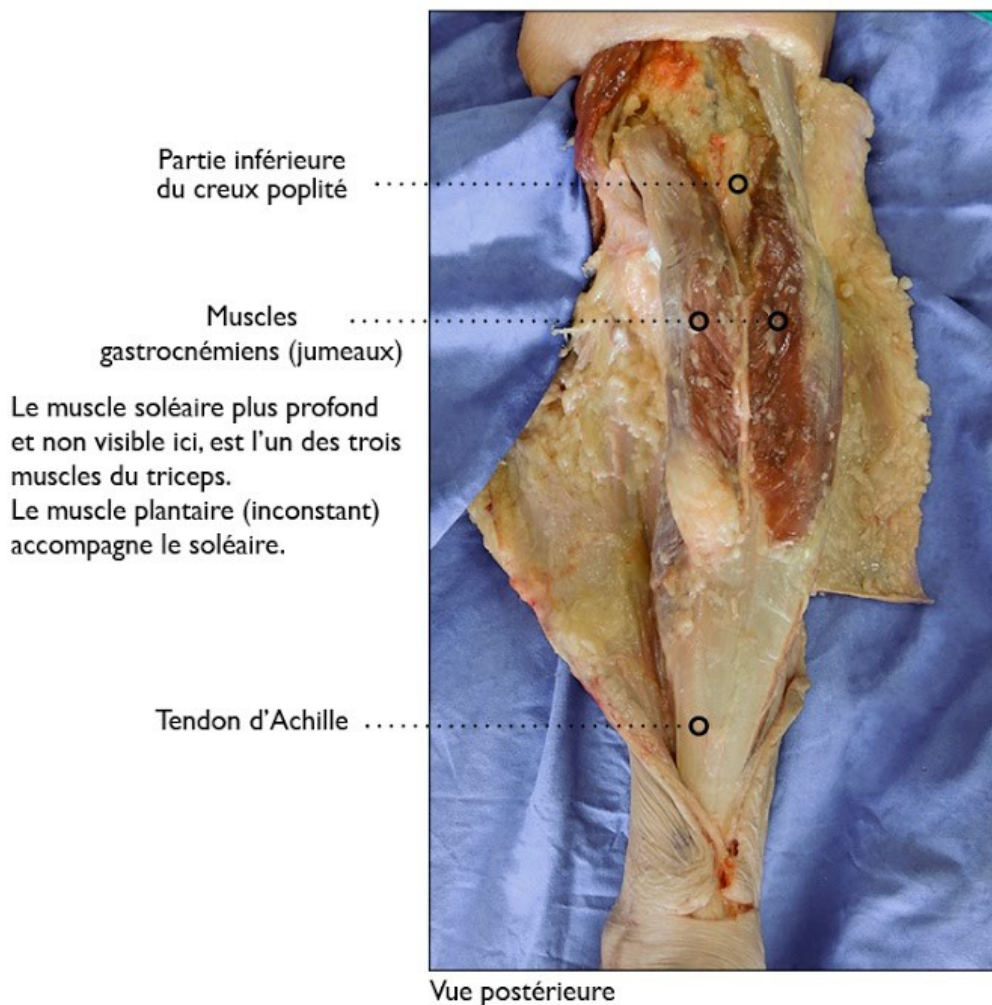 Partie inférieure
du creux poplité
Muscles
gastrocnémiens (jumeaux)
Le muscle soléaire plus profond
et non visible ici, est l'un des trois
muscles du triceps.
Le muscle plantaire (inconstant)
accompagne le soléaire.
Tendon d'Achille
Vue postérieure